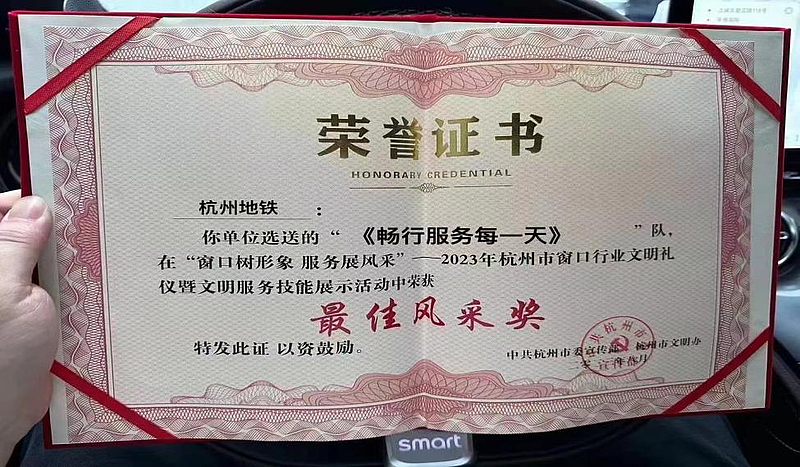 荣誉证书
HONORARY CREDENTIAL
杭州地铁：
你单位选送的“《畅行服务每一天》”队，
在“窗口树形象 服务展风采”——2023年杭州市窗口行业文明礼
仪暨文明服务技能展示活动中荣获
最佳风采奖
特发此证 以资鼓励。
中共杭州市委宣传部 杭州市文明办
smart